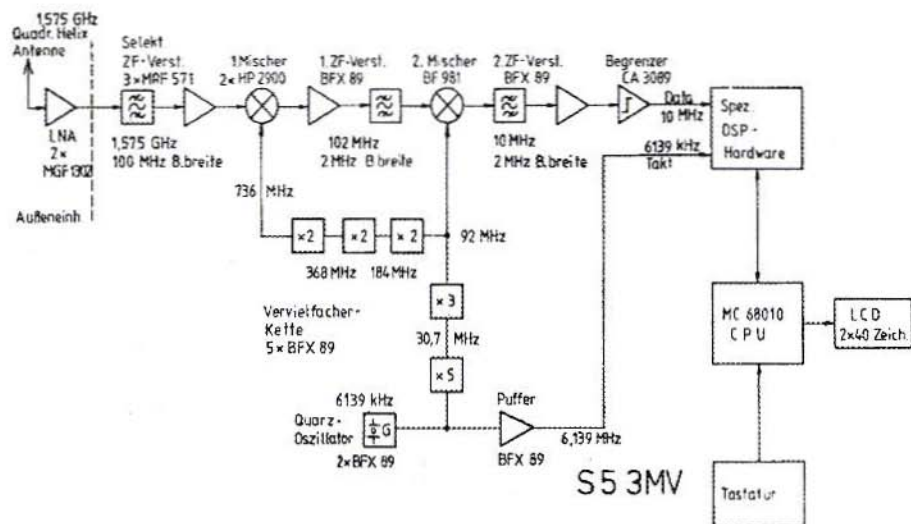 1,575 GHz
Quadr. Helix
Antenne
LNA
2×
MGF 1302
Außeneinh
Selekt.
ZF-Verst.
3×MRF 571
1,575 GHz
100 MHz B.breite
1.Mischer
2×HP 2900
1. ZF-Verst.
BFX 89
102 MHz
2 MHz B.breite
2. Mischer
BF 981
2.ZF-Verst.
BFX 89
10 MHz
2 MHz B.breite
Begrenzer
CA 3089
Data
10 MHz
6139 kHz
Takt
Spez.
DSP-
Hardware
736 MHz
×2
×2
×2
92 MHz
368 MHz
184 MHz
×3
Vervielfacher-
Kette
5×BFX 89
30,7 MHz
×5
MC 68010
CPU
LCD
2×40 Zeich.
6139 kHz
Quarz-
Oszillator
G
2×BFX 89
Puffer
BFX 89
6,139 MHz
S53MV
Tastatur